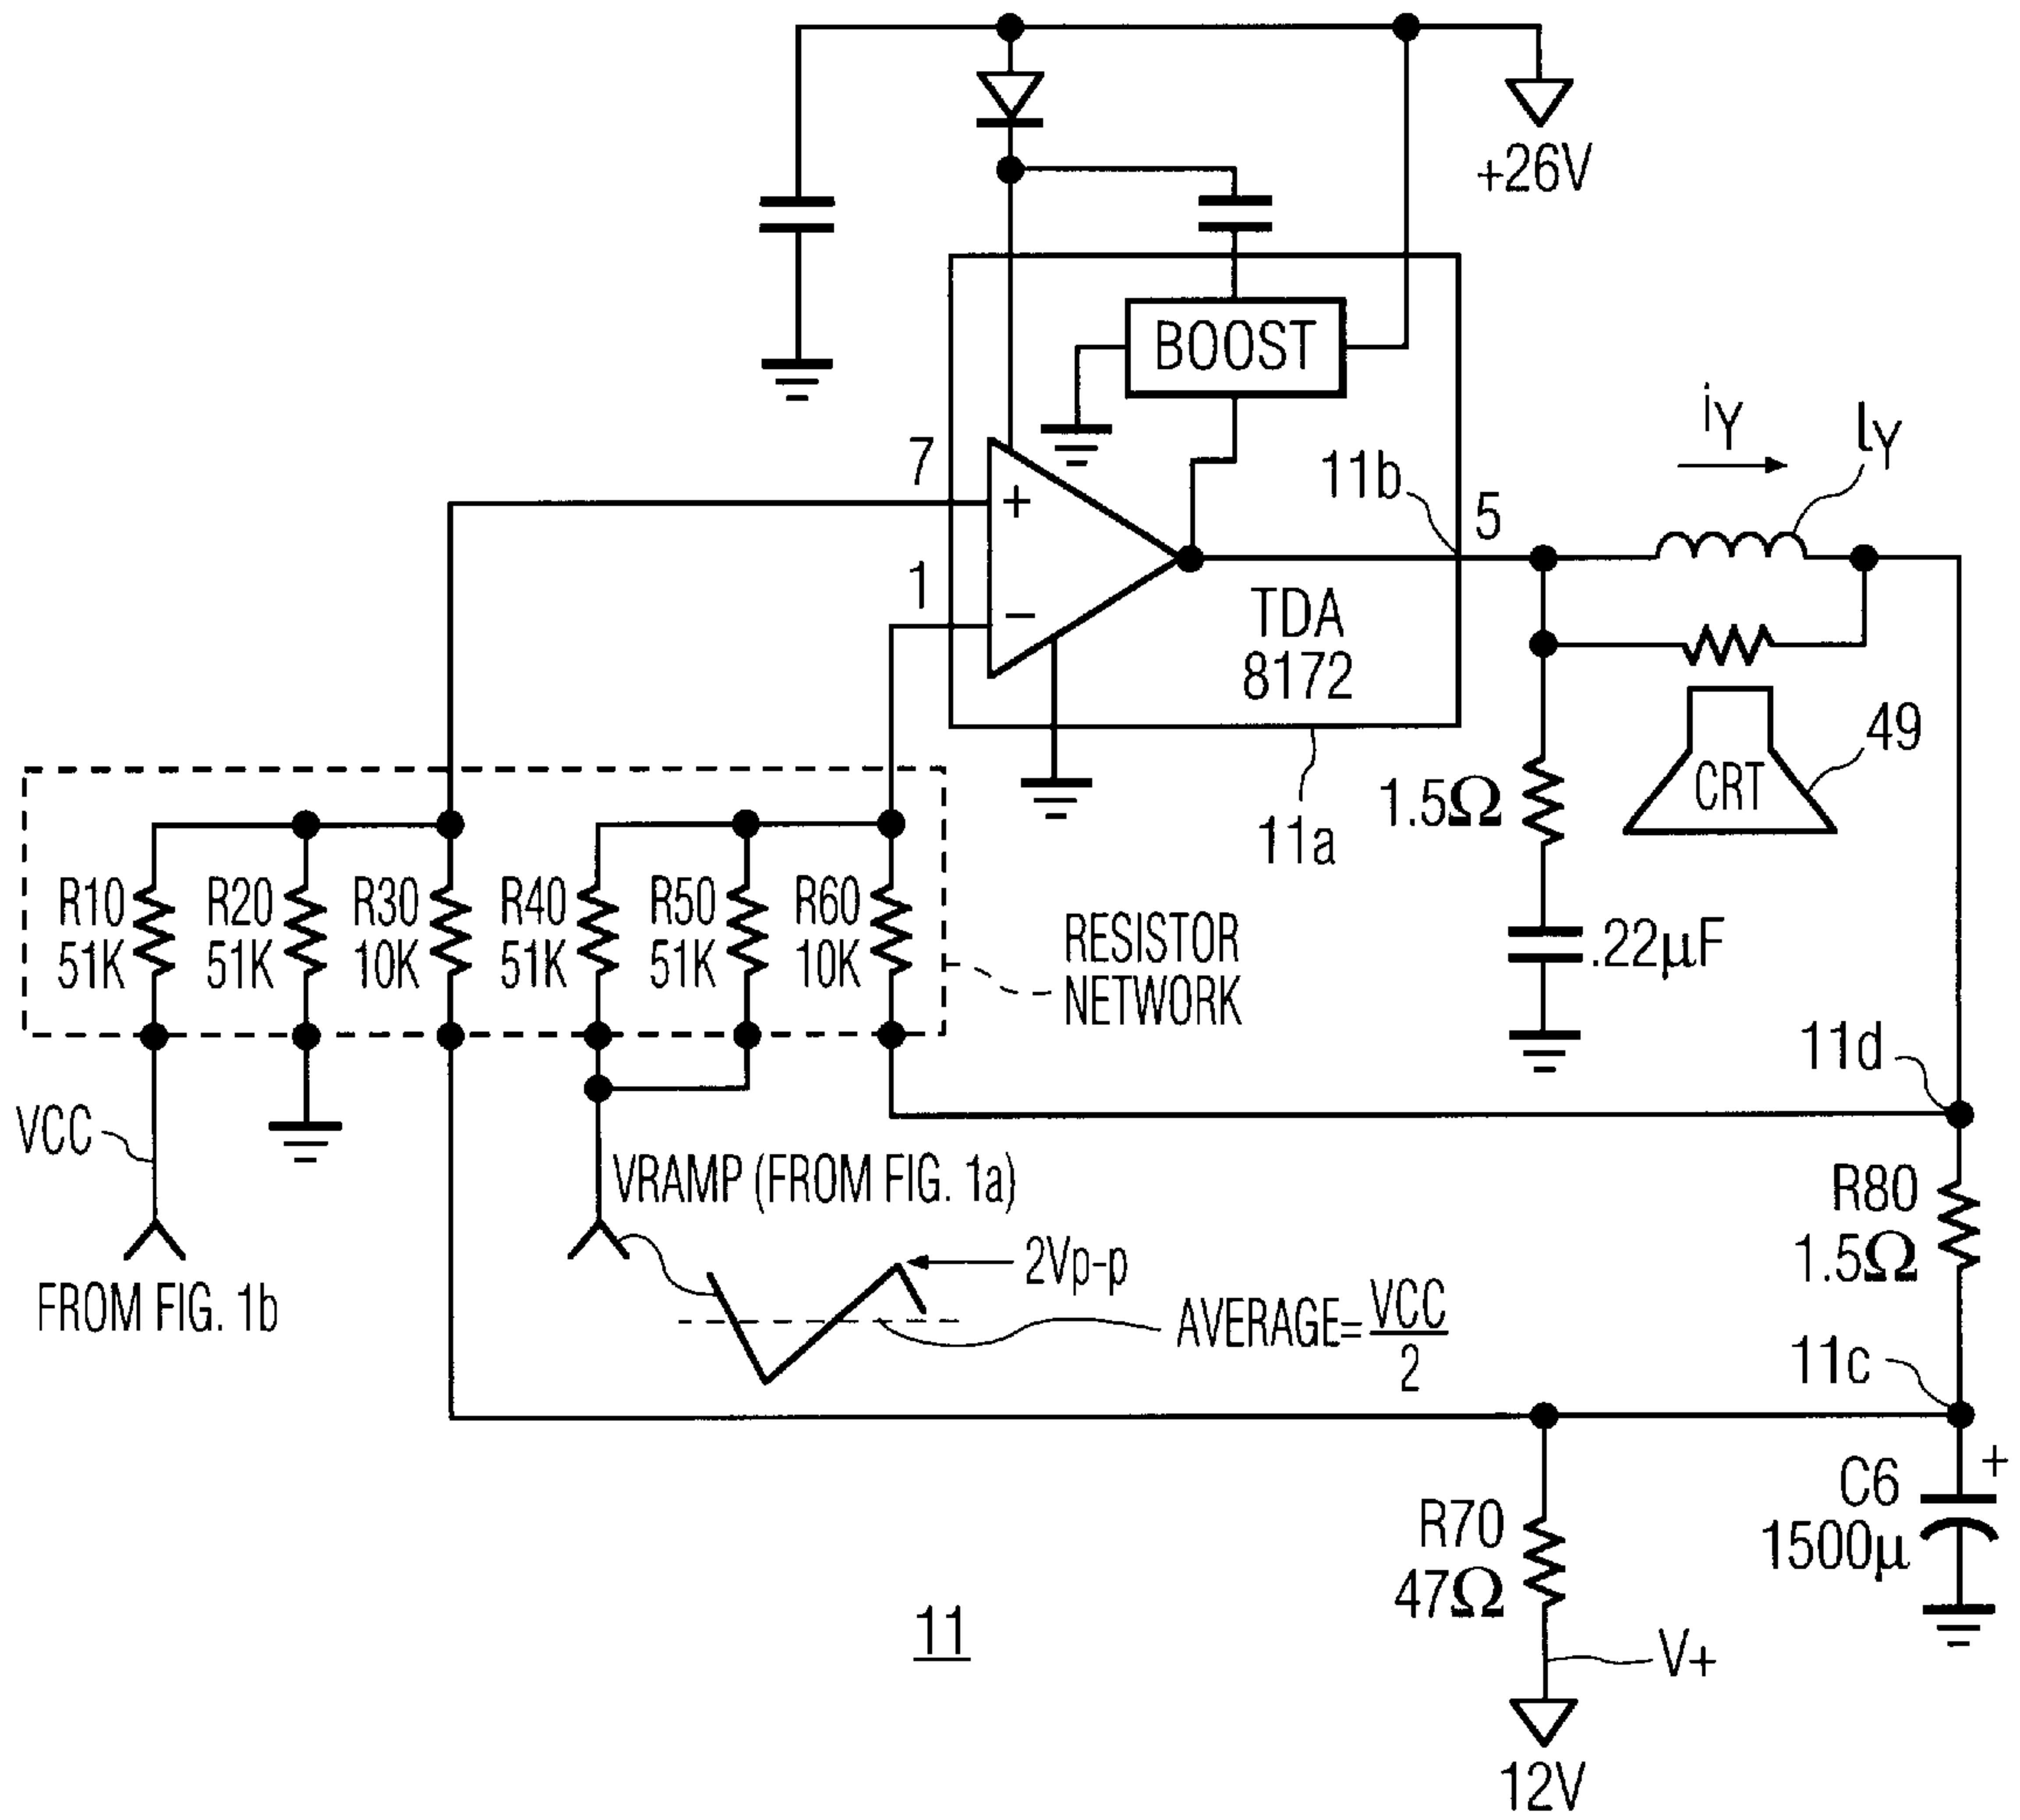 +26V
BOOST
iY
LY
7
11b
5
+
1
−
TDA
8172
49
CRT
1.5Ω
11a
R10
51K
R20
51K
R30
10K
R40
51K
R50
51K
R60
10K
RESISTOR
NETWORK
.22μF
11d
VCC
VRAMP (FROM FIG. 1a)
R80
1.5Ω
2Vp-p
FROM FIG. 1b
AVERAGE=VCC/2
11c
C6
1500μ
+
R70
47Ω
11
V+
12V